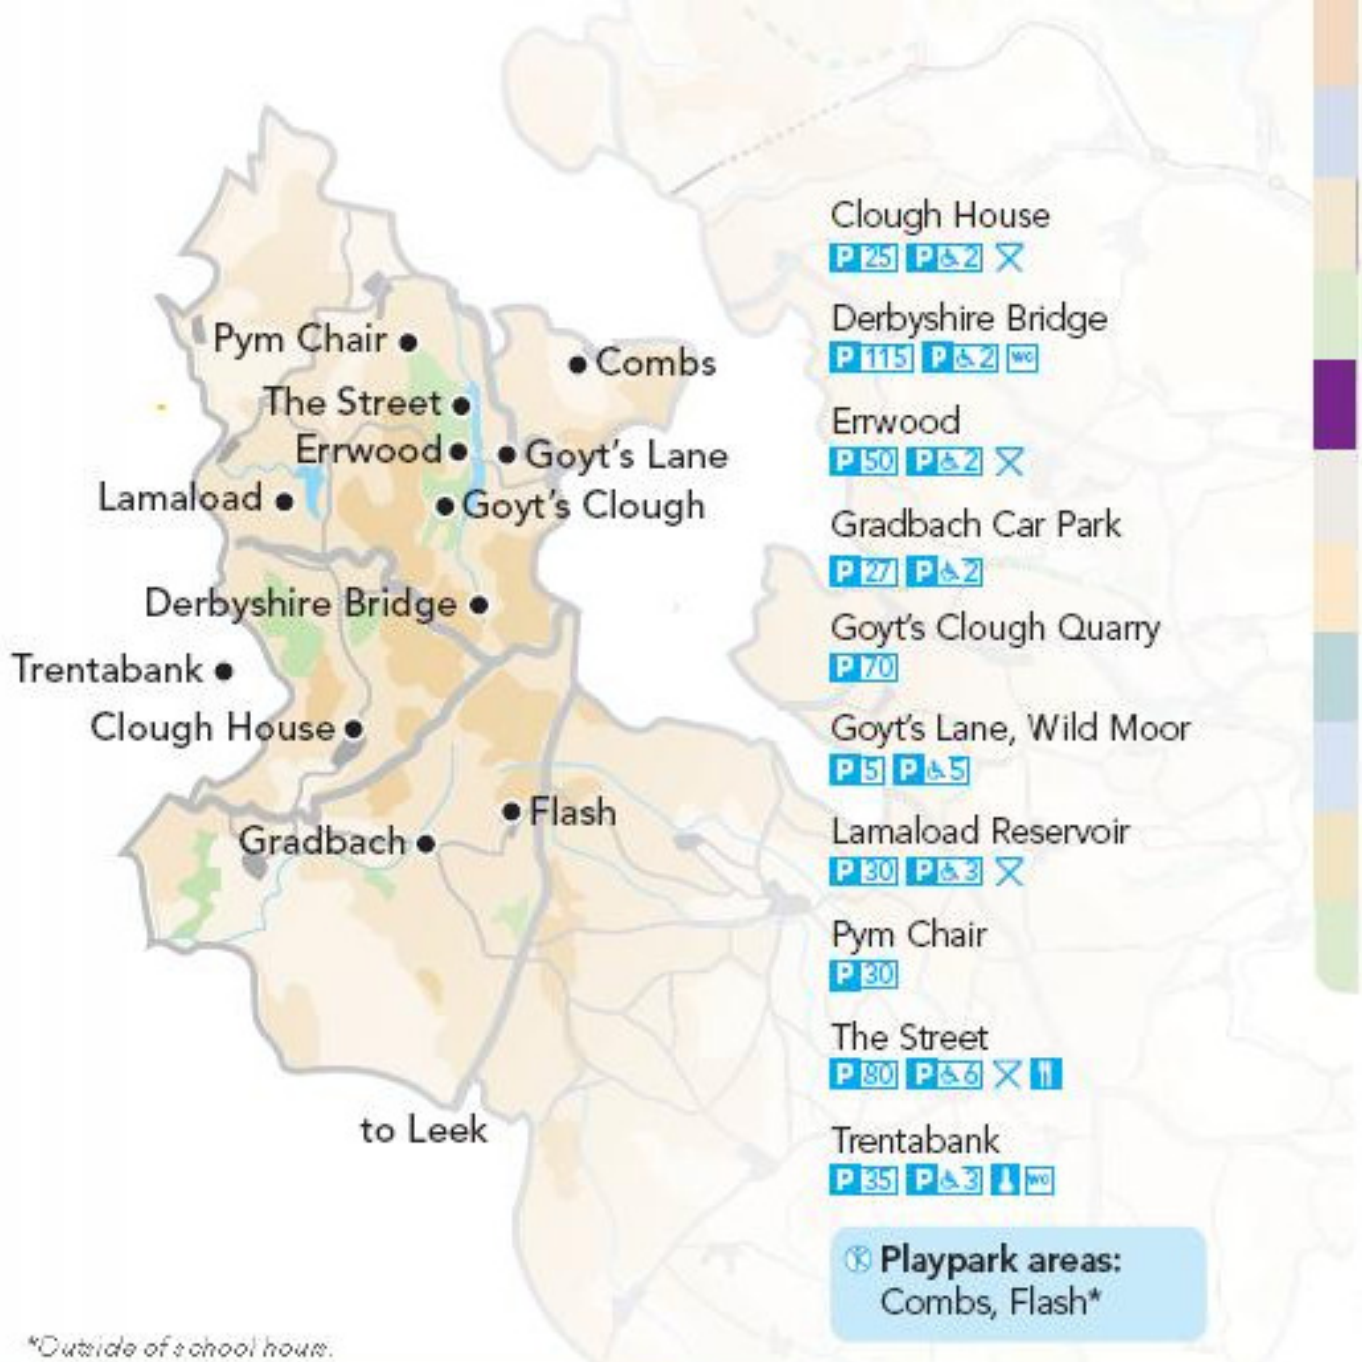 Pym Chair
Combs
The Street
Errwood
Goyt's Lane
Lamaload
Goyt's Clough
Derbyshire Bridge
Trentabank
Clough House
Flash
Gradbach
to Leek
*Outside of school hours.
Clough House
P 25 P 2
Derbyshire Bridge
P 115 P 2 WC
Errwood
P 50 P 2
Gradbach Car Park
P 27 P 2
Goyt's Clough Quarry
P 70
Goyt's Lane, Wild Moor
P 5 P 5
Lamaload Reservoir
P 30 P 3
Pym Chair
P 30
The Street
P 80 P 6
Trentabank
P 35 P 3 WC
Playpark areas:
Combs, Flash*